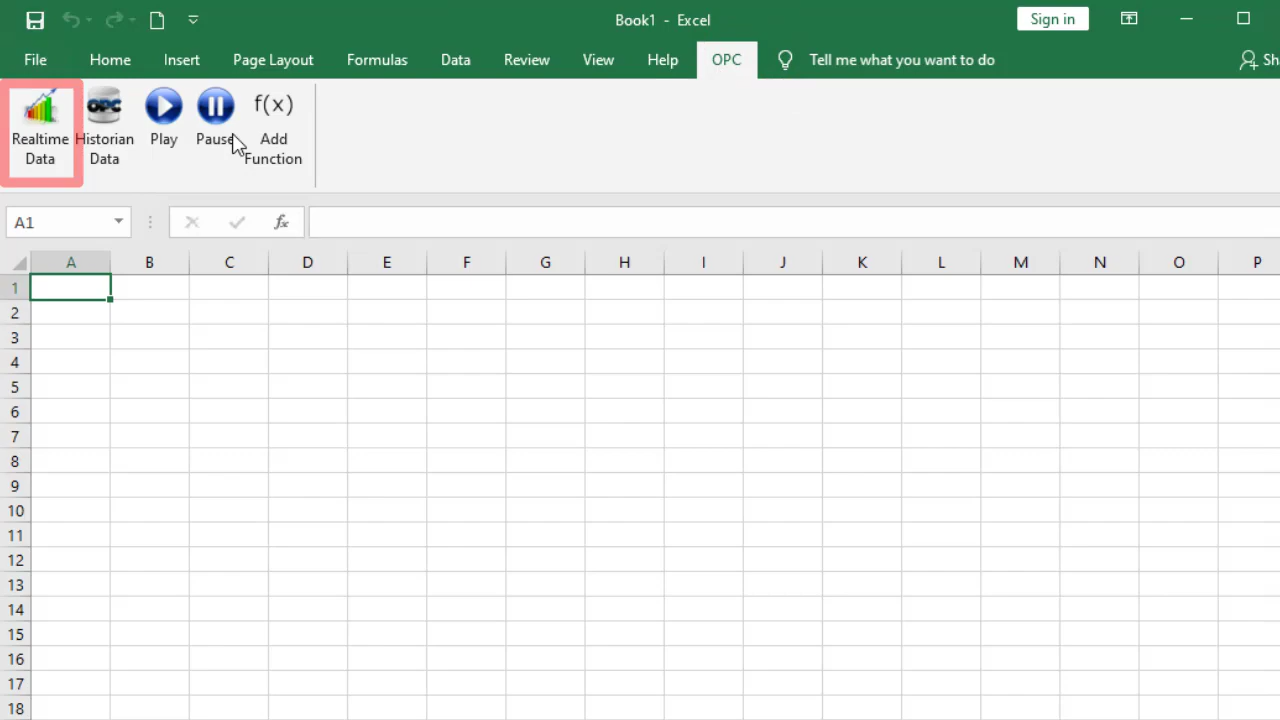 Book1 - Excel
Sign in
File Home Insert Page Layout Formulas Data Review View Help OPC Tell me what you want to do Sh
OPC
Realtime Data
Historian Data
Play
Pause
f(x)
Add Function
A1
fx
A B C D E F G H I J K L M N O P
1
2
3
4
5
6
7
8
9
10
11
12
13
14
15
16
17
18